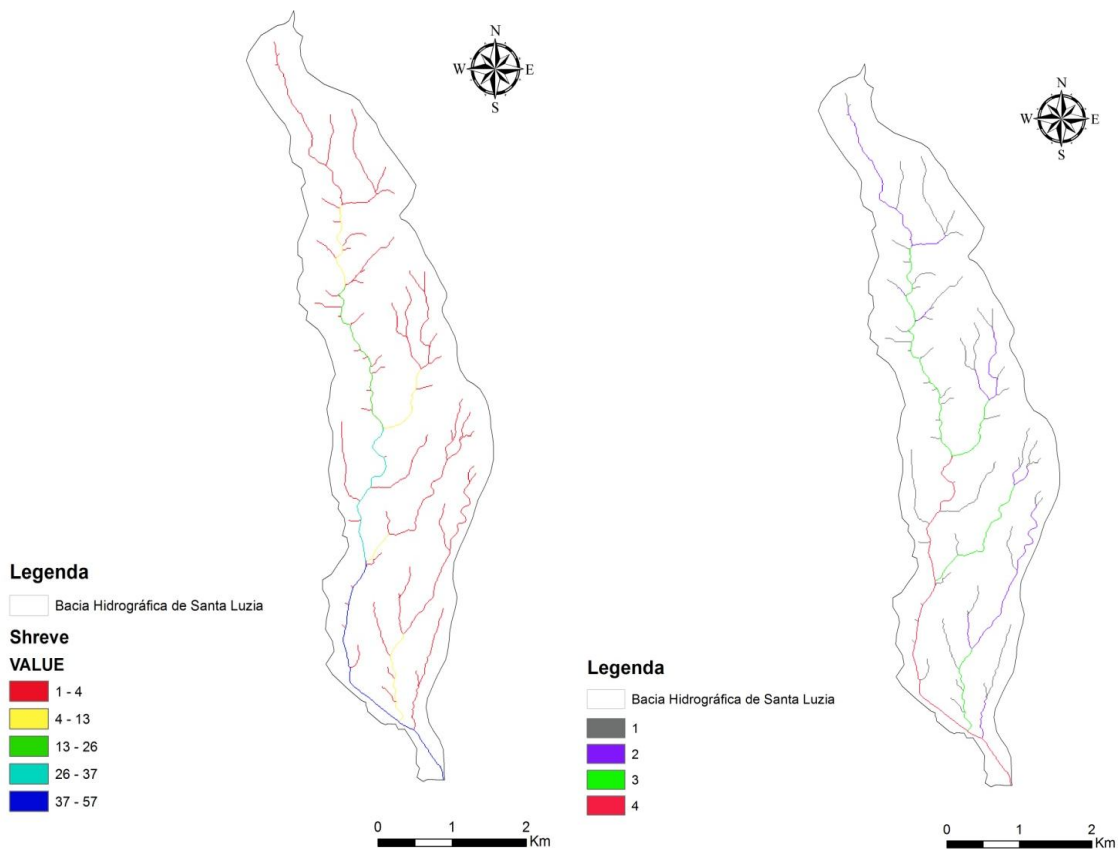 N
W E
S
Legenda
Bacia Hidrográfica de Santa Luzia
Shreve
VALUE
1 - 4
4 - 13
13 - 26
26 - 37
37 - 57
0 1 2
Km
N
W E
S
Legenda
Bacia Hidrográfica de Santa Luzia
1
2
3
4
0 1 2
Km